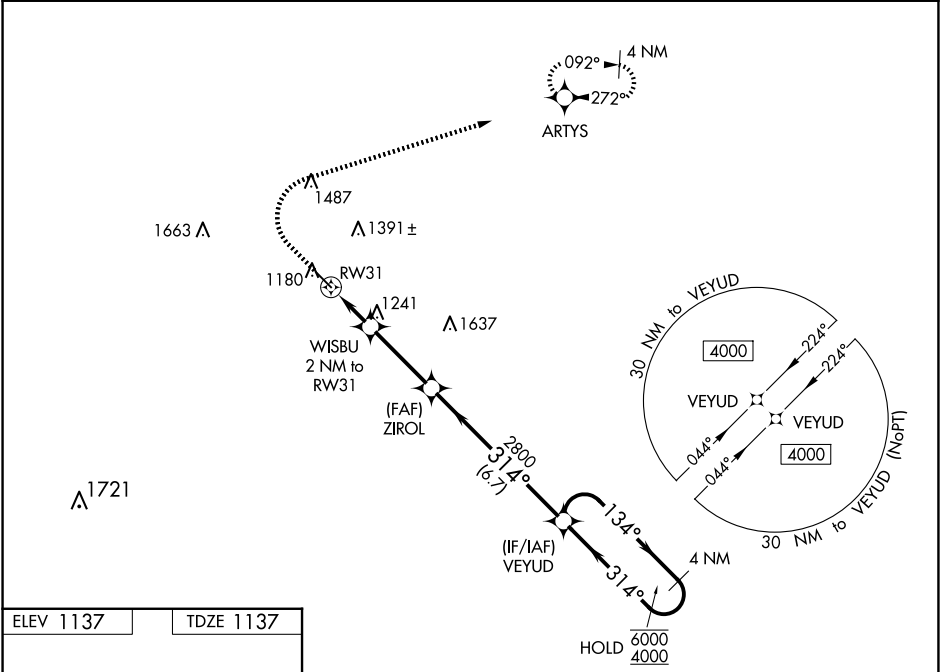 4 NM
092°
272°
ARTYS
1487
1663
1391 ±
1180
RW31
1241
1637
WISBU
2 NM to
RW31
(FAF)
ZIROL
30 NM to VEYUD
4000
224°
224°
VEYUD
VEYUD
4000
044°
044°
30 NM to VEYUD (NoPT)
2800
314°
(6.7)
1721
134°
(IF/IAF)
VEYUD
4 NM
314°
HOLD 6000
4000
ELEV 1137
TDZE 1137